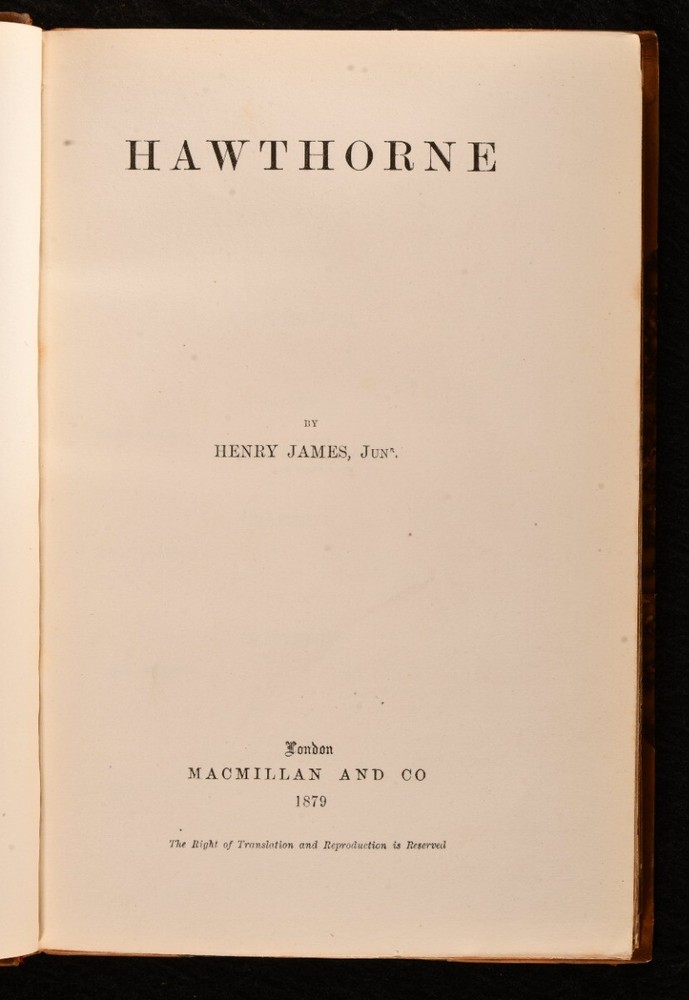 HAWTHORNE
BY
HENRY JAMES, Junʳ.
London
MACMILLAN AND CO
1879
The Right of Translation and Reproduction is Reserved